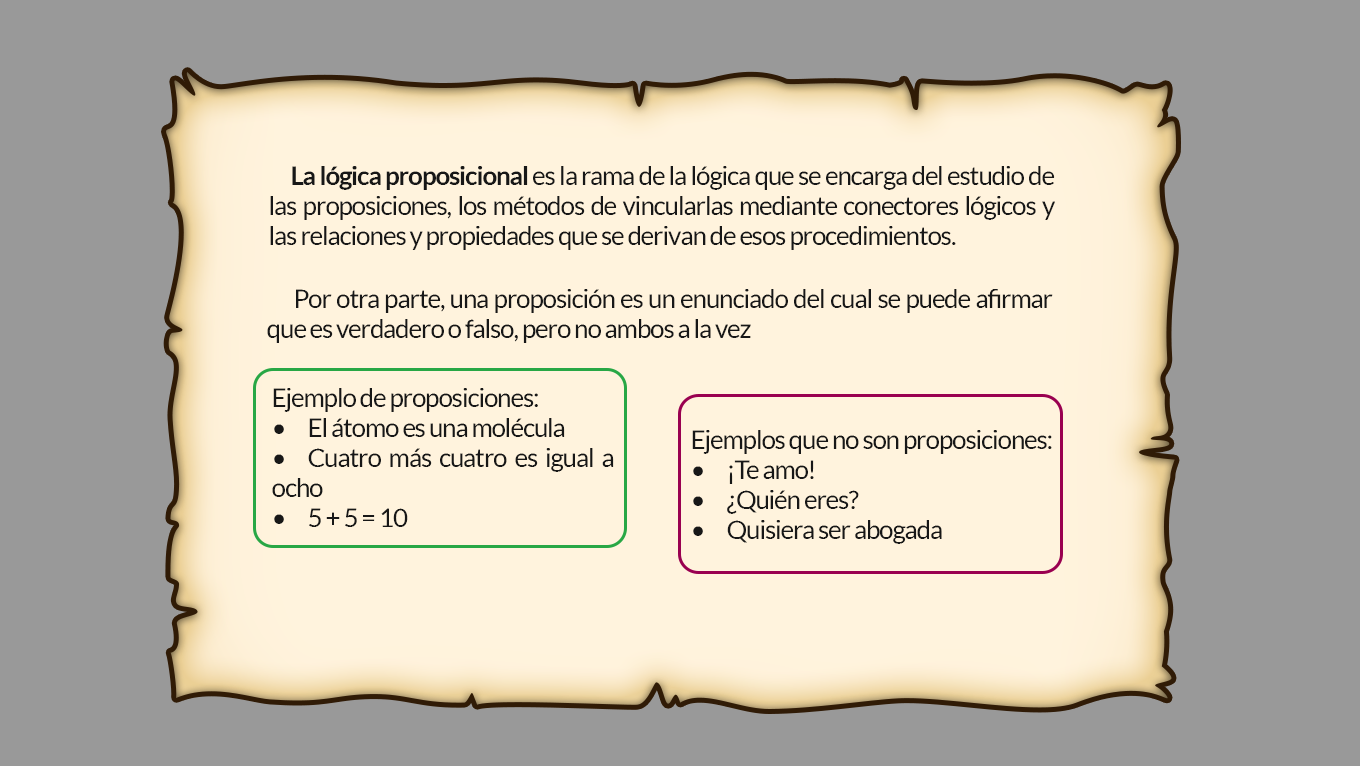 La lógica proposicional es la rama de la lógica que se encarga del estudio de
las proposiciones, los métodos de vincularlas mediante conectores lógicos y
las relaciones y propiedades que se derivan de esos procedimientos.
Por otra parte, una proposición es un enunciado del cual se puede afirmar
que es verdadero o falso, pero no ambos a la vez
Ejemplo de proposiciones:
• El átomo es una molécula
• Cuatro más cuatro es igual a
ocho
• 5 + 5 = 10
Ejemplos que no son proposiciones:
• ¡Te amo!
• ¿Quién eres?
• Quisiera ser abogada